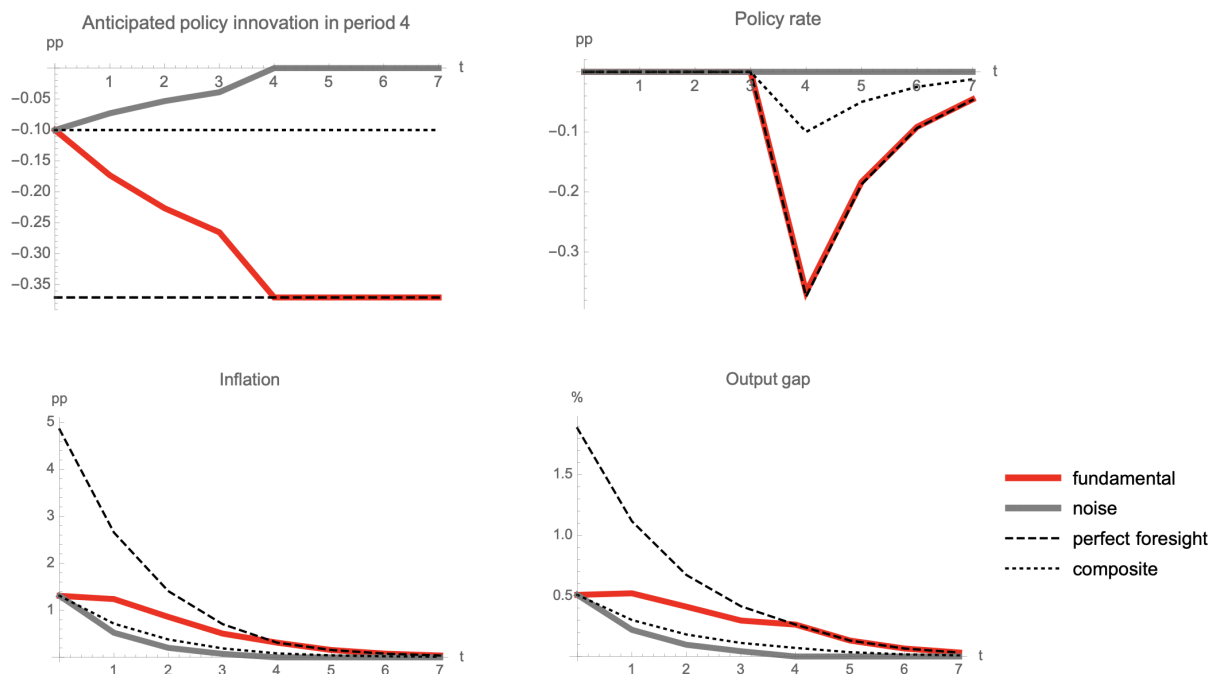 Anticipated policy innovation in period 4
pp
t
1 2 3 4 5 6 7
−0.05
−0.10
−0.15
−0.20
−0.25
−0.30
−0.35
Policy rate
pp
t
1 2 3 4 5 6 7
−0.1
−0.2
−0.3
Inflation
pp
5
4
3
2
1
1 2 3 4 5 6 7
t
Output gap
%
1.5
1.0
0.5
1 2 3 4 5 6 7
t
fundamental
noise
perfect foresight
composite